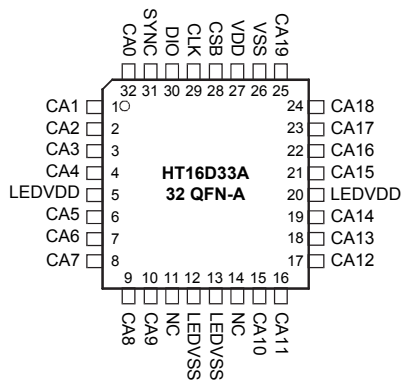 CA0 SYNC DIO CLK CSB VDD VSS CA19
32 31 30 29 28 27 26 25
CA1 1 24 CA18
CA2 2 23 CA17
CA3 3 22 CA16
CA4 4 21 CA15
LEDVDD 5 20 LEDVDD
CA5 6 19 CA14
CA6 7 18 CA13
CA7 8 17 CA12
HT16D33A
32 QFN-A
9 10 11 12 13 14 15 16
CA8 CA9 NC LEDVSS LEDVSS NC CA10 CA11